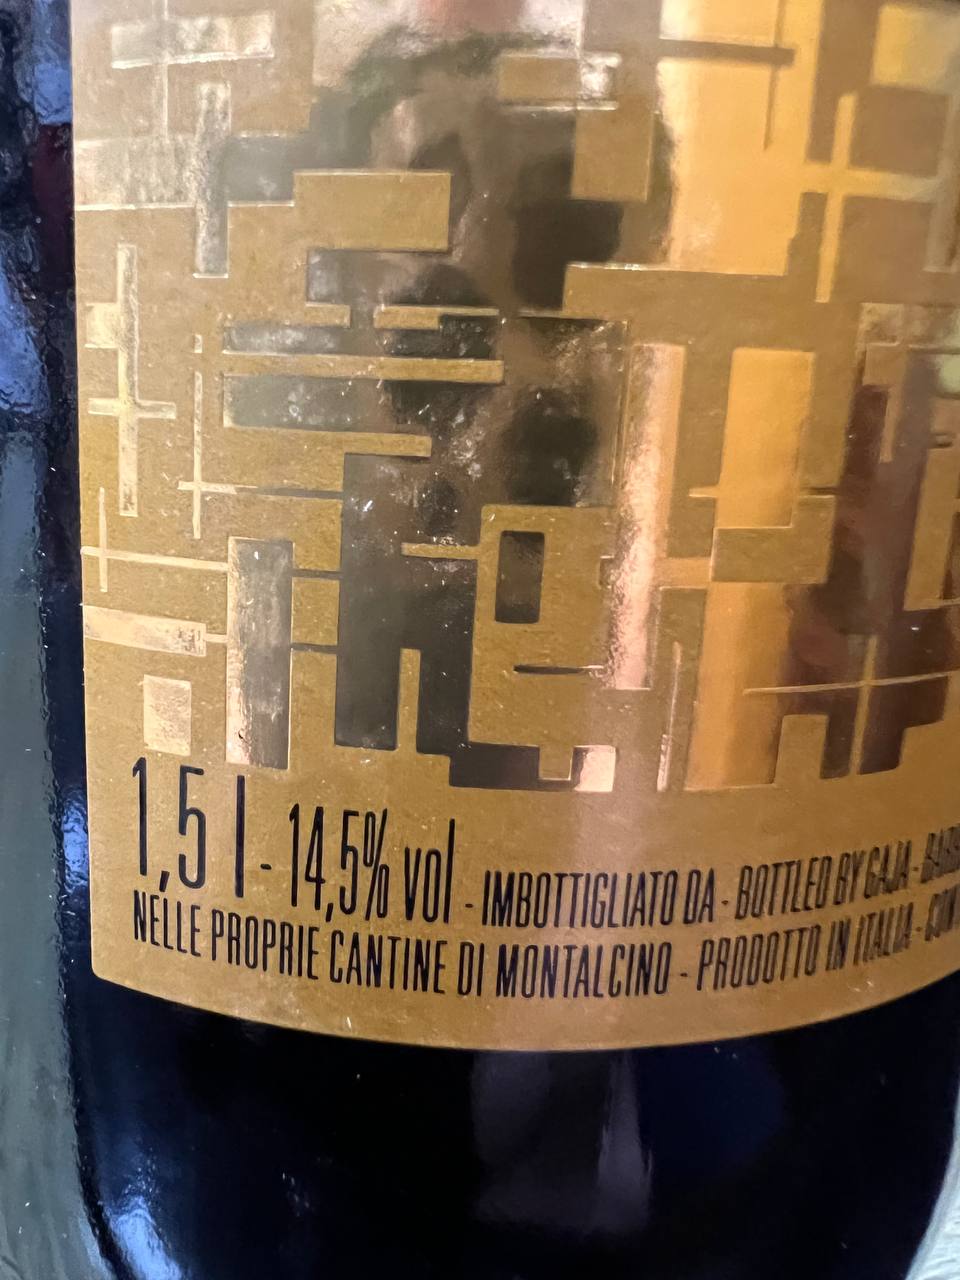 1,5 l - 14,5% vol - IMBOTTIGLIATO DA - BOTTLED BY GAJA -
NELLE PROPRIE CANTINE DI MONTALCINO - PRODOTTO IN ITALIA -